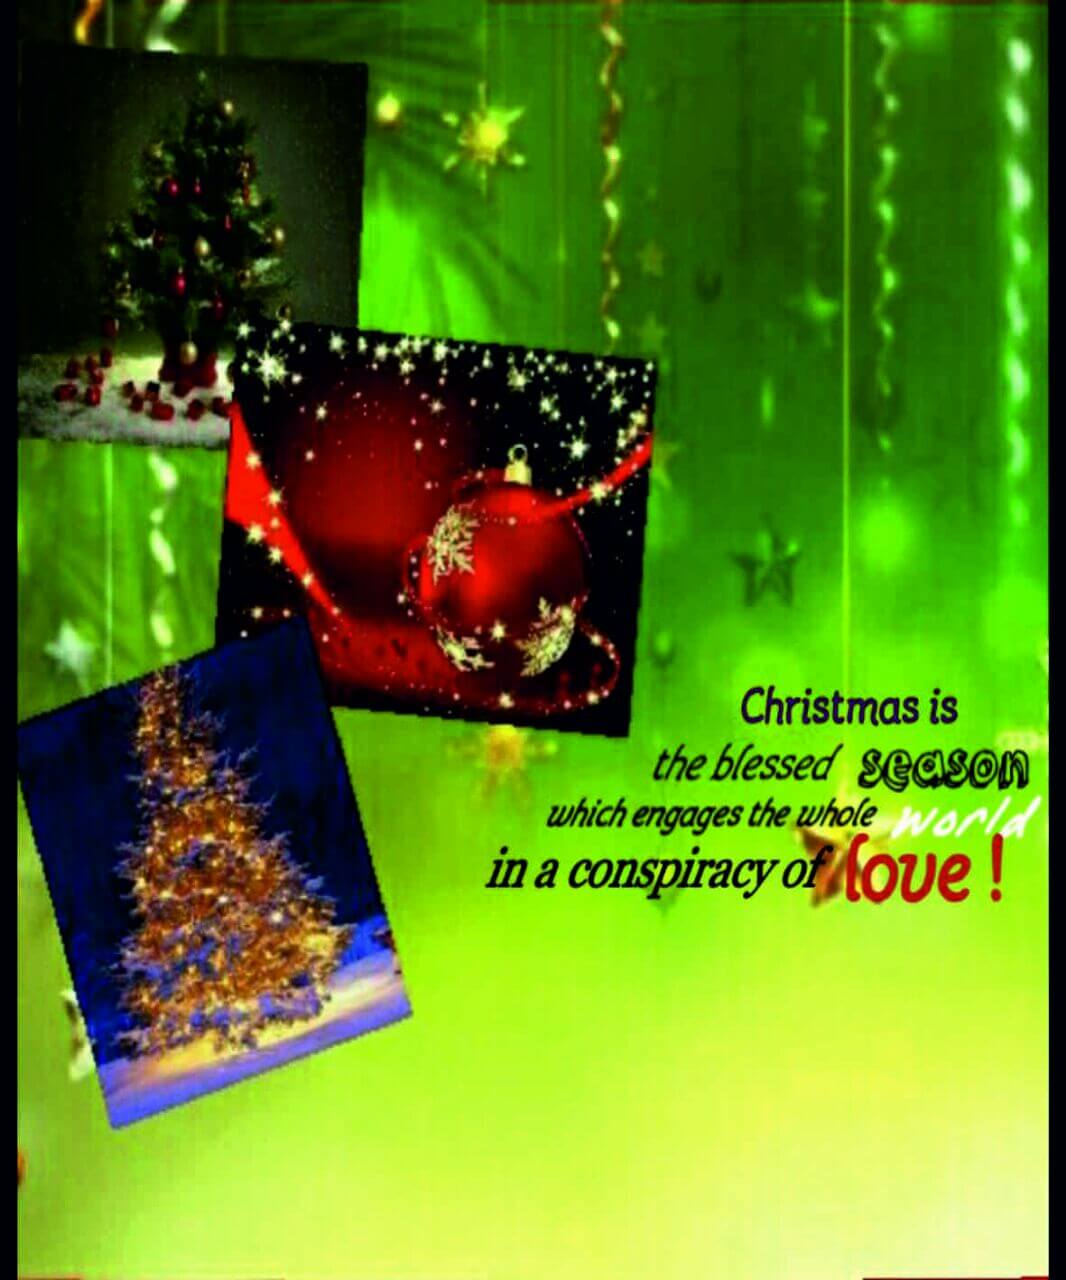 Christmas is
the blessed season
which engages the whole world
in a conspiracy of love !